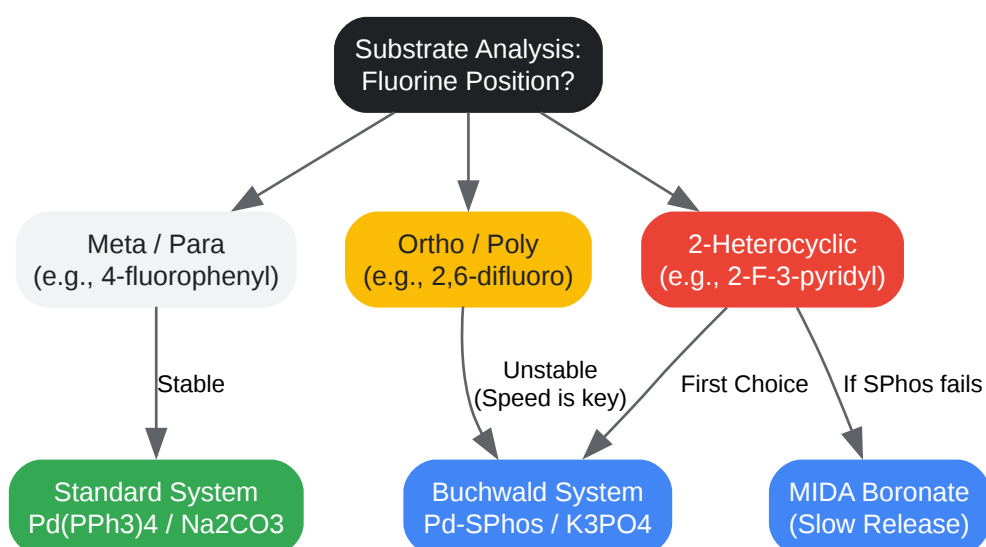 Substrate Analysis:
Fluorine Position?
Meta / Para
(e.g., 4-fluorophenyl)
Ortho / Poly
(e.g., 2,6-difluoro)
2-Heterocyclic
(e.g., 2-F-3-pyridyl)
Stable
Unstable
(Speed is key)
First Choice
If SPhos fails
Standard System
Pd(PPh3)4 / Na2CO3
Buchwald System
Pd-SPhos / K3PO4
MIDA Boronate
(Slow Release)